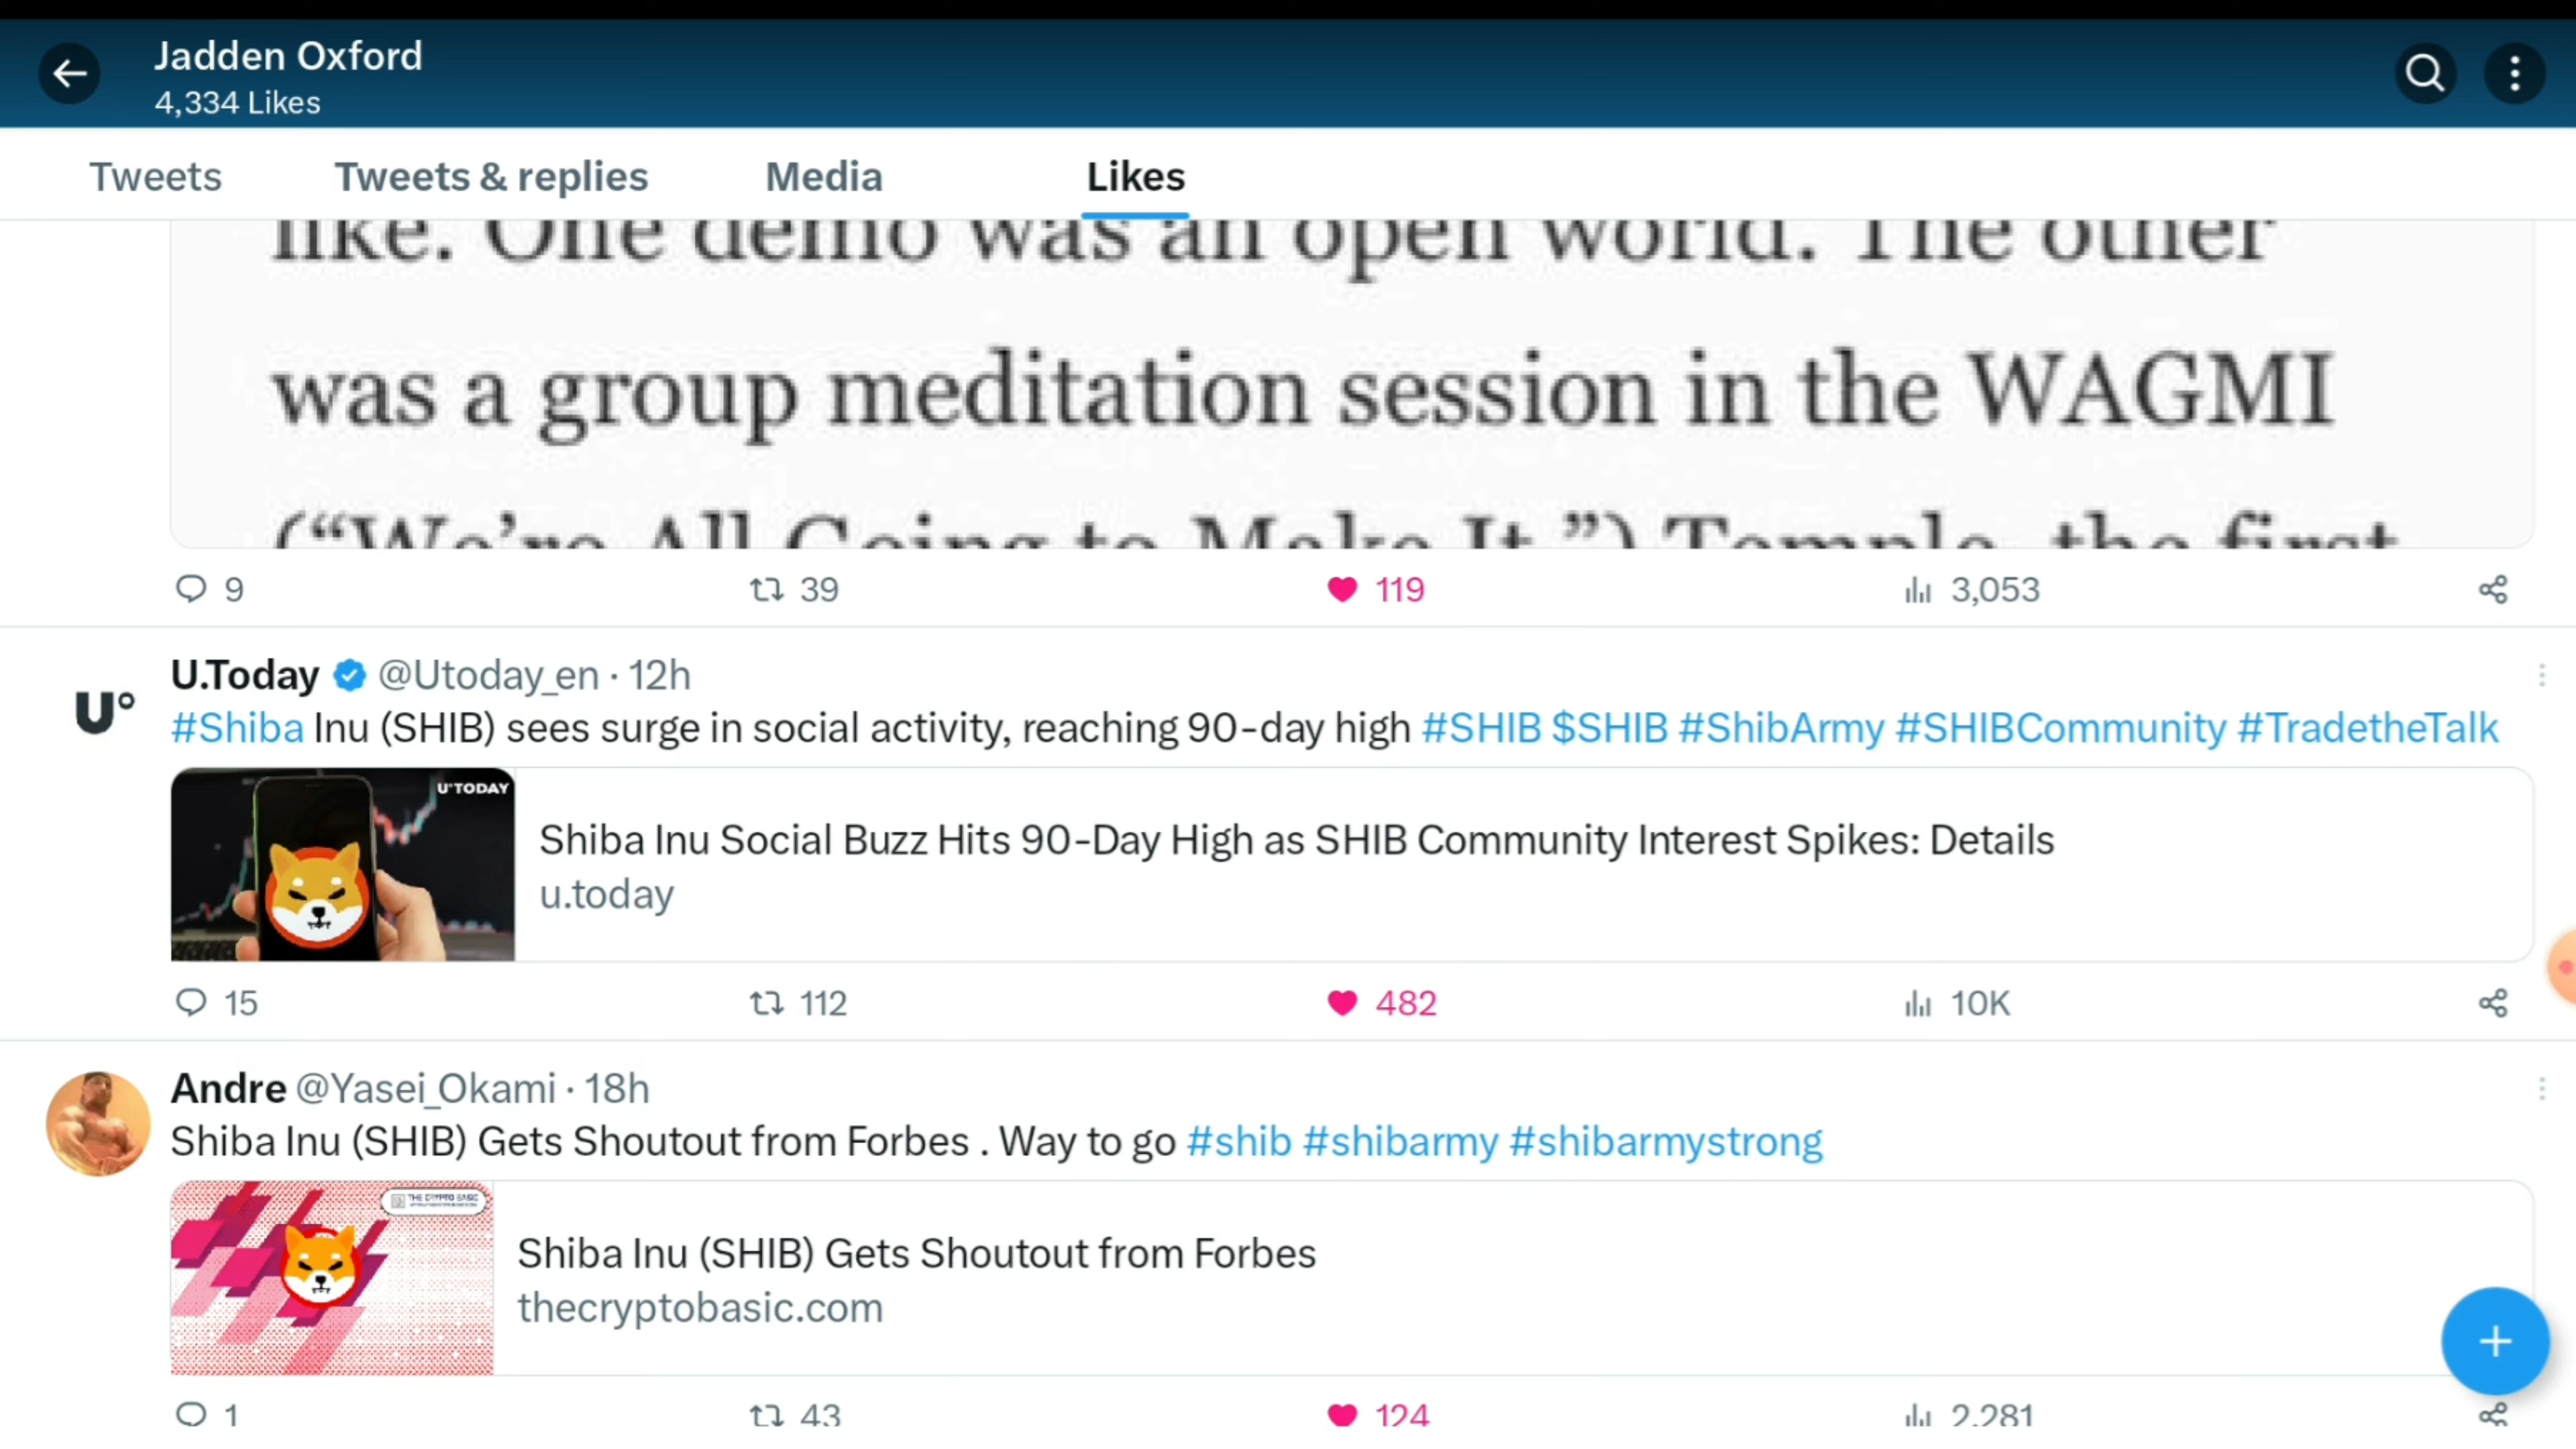 Jadden Oxford
4,334 Likes
Tweets Tweets & replies Media Likes
like. One demo was an open world. The other
was a group meditation session in the WAGMI
(“We’re All Going to Make It.”) Temple, the first
9 39 119 3,053
U.Today @Utoday_en · 12h
U°
#Shiba Inu (SHIB) sees surge in social activity, reaching 90-day high #SHIB $SHIB #ShibArmy #SHIBCommunity #TradetheTalk
U°TODAY
Shiba Inu Social Buzz Hits 90-Day High as SHIB Community Interest Spikes: Details
u.today
15 112 482 10K
Andre @Yasei_Okami · 18h
Shiba Inu (SHIB) Gets Shoutout from Forbes . Way to go #shib #shibarmy #shibarmystrong
THE CRYPTO BASIC
Shiba Inu (SHIB) Gets Shoutout from Forbes
thecryptobasic.com
1 43 124 2,281